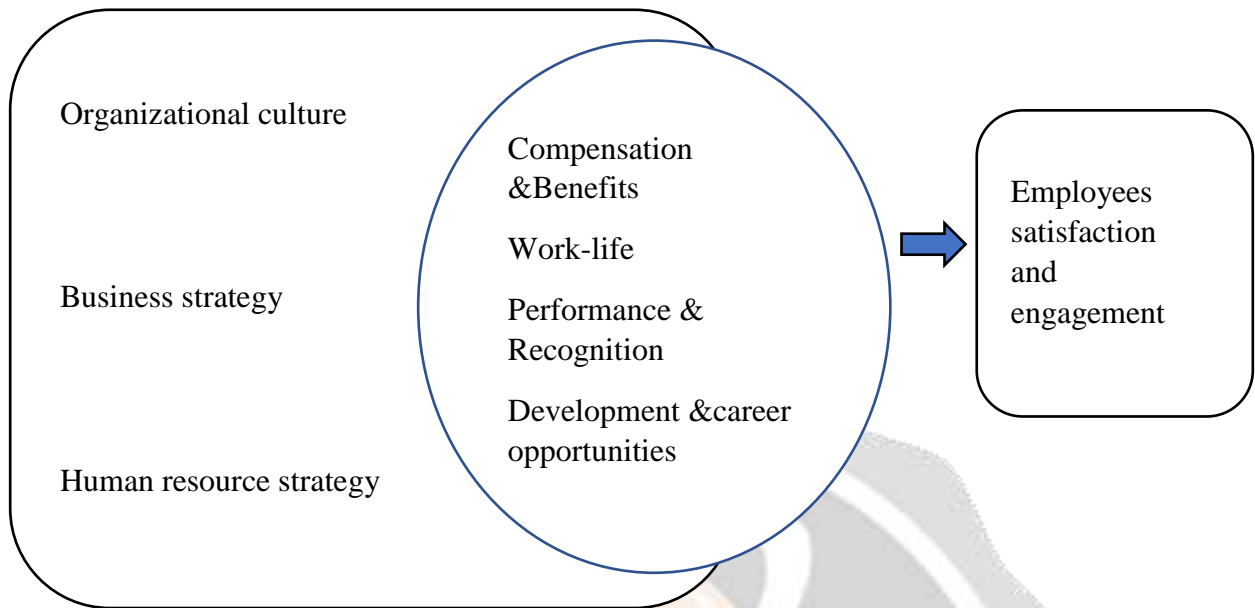 Organizational culture
Business strategy
Human resource strategy
Compensation
&Benefits
Work-life
Performance &
Recognition
Development &career
opportunities
Employees
satisfaction
and
engagement